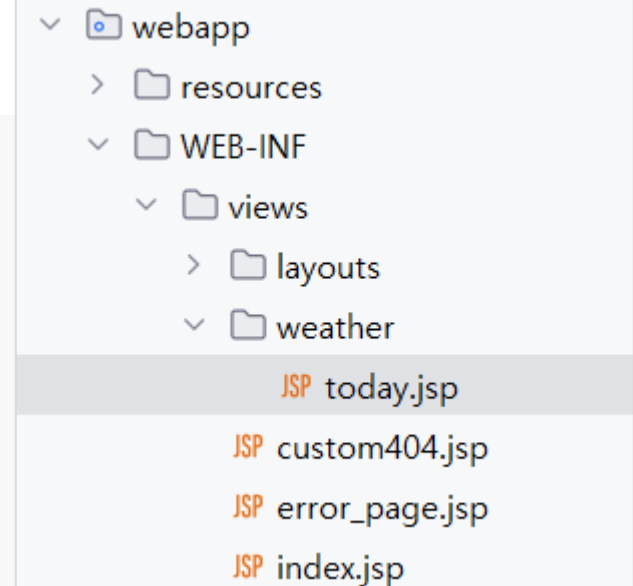 webapp
resources
WEB-INF
views
layouts
weather
JSP today.jsp
JSP custom404.jsp
JSP error_page.jsp
JSP index.jsp